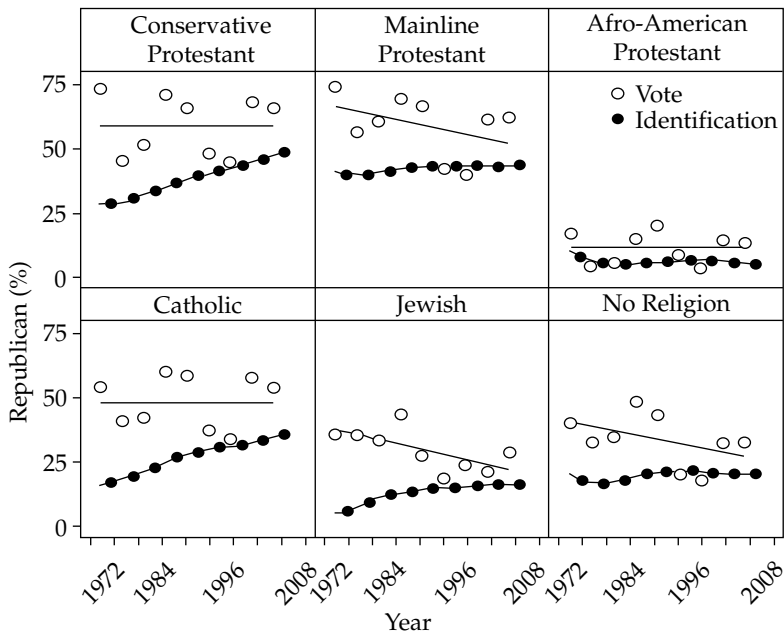 Conservative
Protestant
Mainline
Protestant
Afro-American
Protestant
75
50
25
0
Vote
Identification
Republican (%)
Catholic
Jewish
No Religion
75
50
25
0
1972
1984
1996
2008
1972
1984
1996
2008
1972
1984
1996
2008
Year